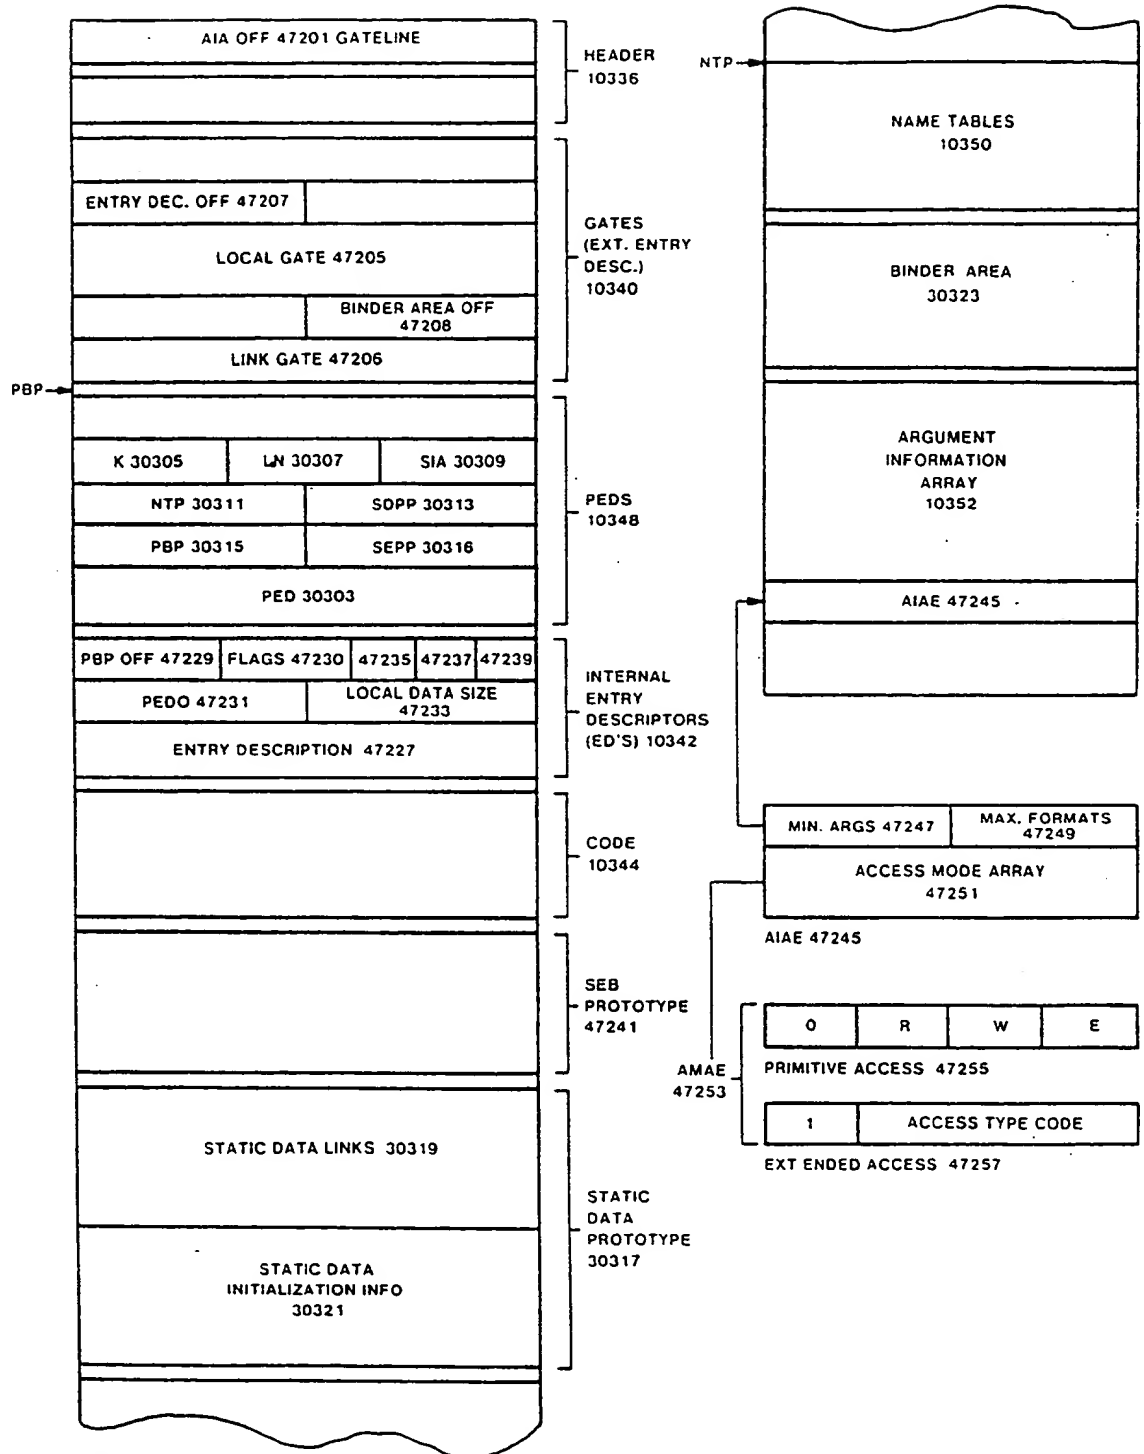 AIA OFF 47201 GATELINE
HEADER
10336
ENTRY DEC. OFF 47207
LOCAL GATE 47205
BINDER AREA OFF
47208
LINK GATE 47206
GATES
(EXT. ENTRY
DESC.)
10340
PBP
K 30305
LN 30307
SIA 30309
NTP 30311
SDPP 30313
PBP 30315
SEPP 30316
PED 30303
PEDS
10348
PBP OFF 47229
FLAGS 47230
47235
47237
47239
PEDO 47231
LOCAL DATA SIZE
47233
ENTRY DESCRIPTION 47227
INTERNAL
ENTRY
DESCRIPTORS
(ED'S) 10342
CODE
10344
SEB
PROTOTYPE
47241
STATIC DATA LINKS 30319
STATIC DATA
INITIALIZATION INFO
30321
STATIC
DATA
PROTOTYPE
30317
NTP
NAME TABLES
10350
BINDER AREA
30323
ARGUMENT
INFORMATION
ARRAY
10352
AIAE 47245
MIN. ARGS 47247
MAX. FORMATS
47249
ACCESS MODE ARRAY
47251
AIAE 47245
AMAE
47253
O
R
W
E
PRIMITIVE ACCESS 47255
1
ACCESS TYPE CODE
EXT ENDED ACCESS 47257